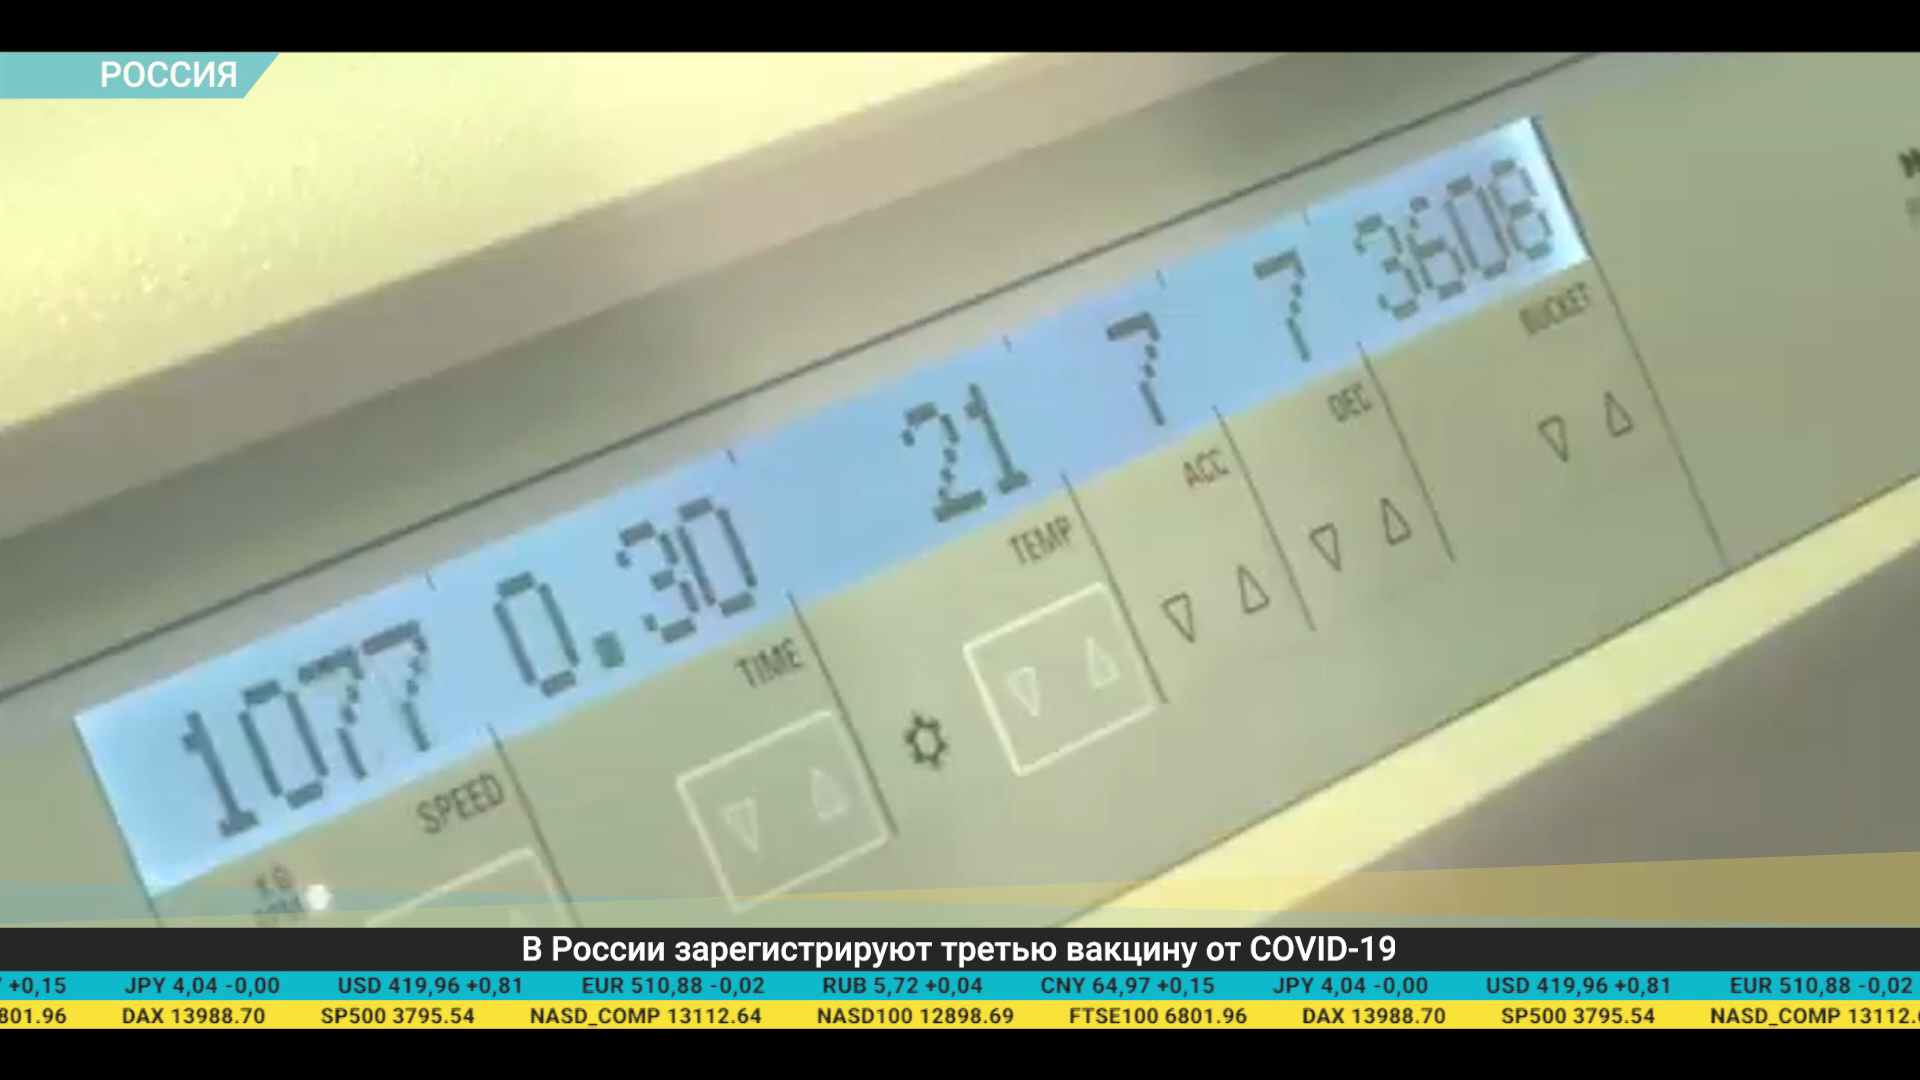 РОССИЯ
1077 0.30 21 7 7 3608
SPEED TIME TEMP ACC DEC BUCKET
В России зарегистрируют третью вакцину от COVID-19
+0,15 JPY 4,04 -0,00 USD 419,96 +0,81 EUR 510,88 -0,02 RUB 5,72 +0,04 CNY 64,97 +0,15 JPY 4,04 -0,00 USD 419,96 +0,81 EUR 510,88 -0,02
801.96 DAX 13988.70 SP500 3795.54 NASD_COMP 13112.64 NASD100 12898.69 FTSE100 6801.96 DAX 13988.70 SP500 3795.54 NASD_COMP 13112.